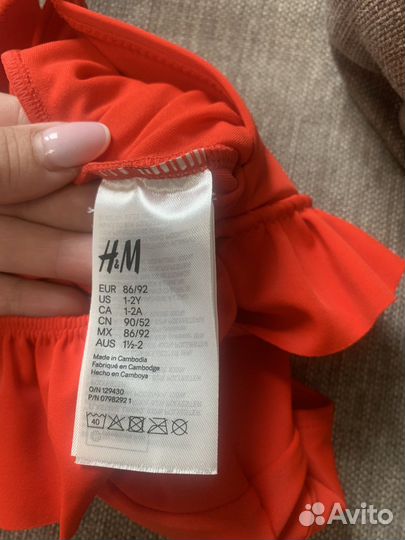 H&M
EUR 86/92
US 1-2Y
CA 1-2A
CN 90/52
MX 86/92
AUS 1½-2
Made in Cambodia
Fabriqué en Cambodge
Hecho en Camboya
O/N 129430
P/N 0798292 1
40
Avito